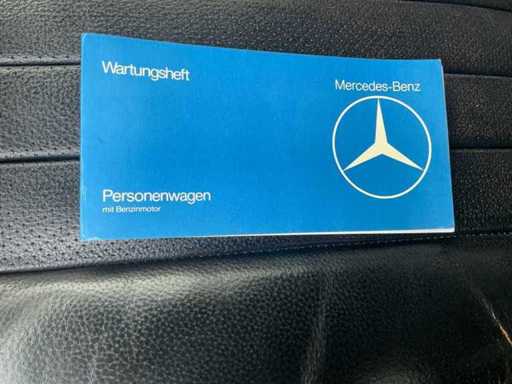 Wartungsheft
Mercedes-Benz
Personenwagen
mit Benzinmotor